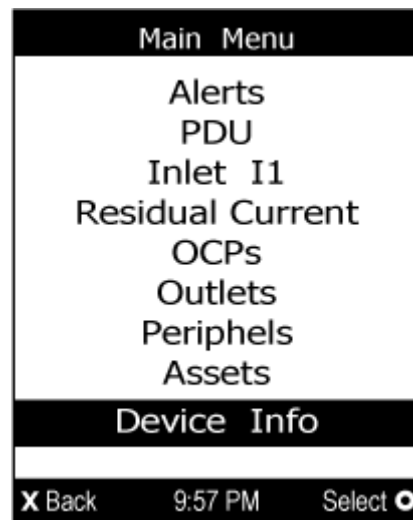 Main Menu
Alerts
PDU
Inlet I1
Residual Current
OCPs
Outlets
Periphels
Assets
Device Info
X Back 9:57 PM Select O